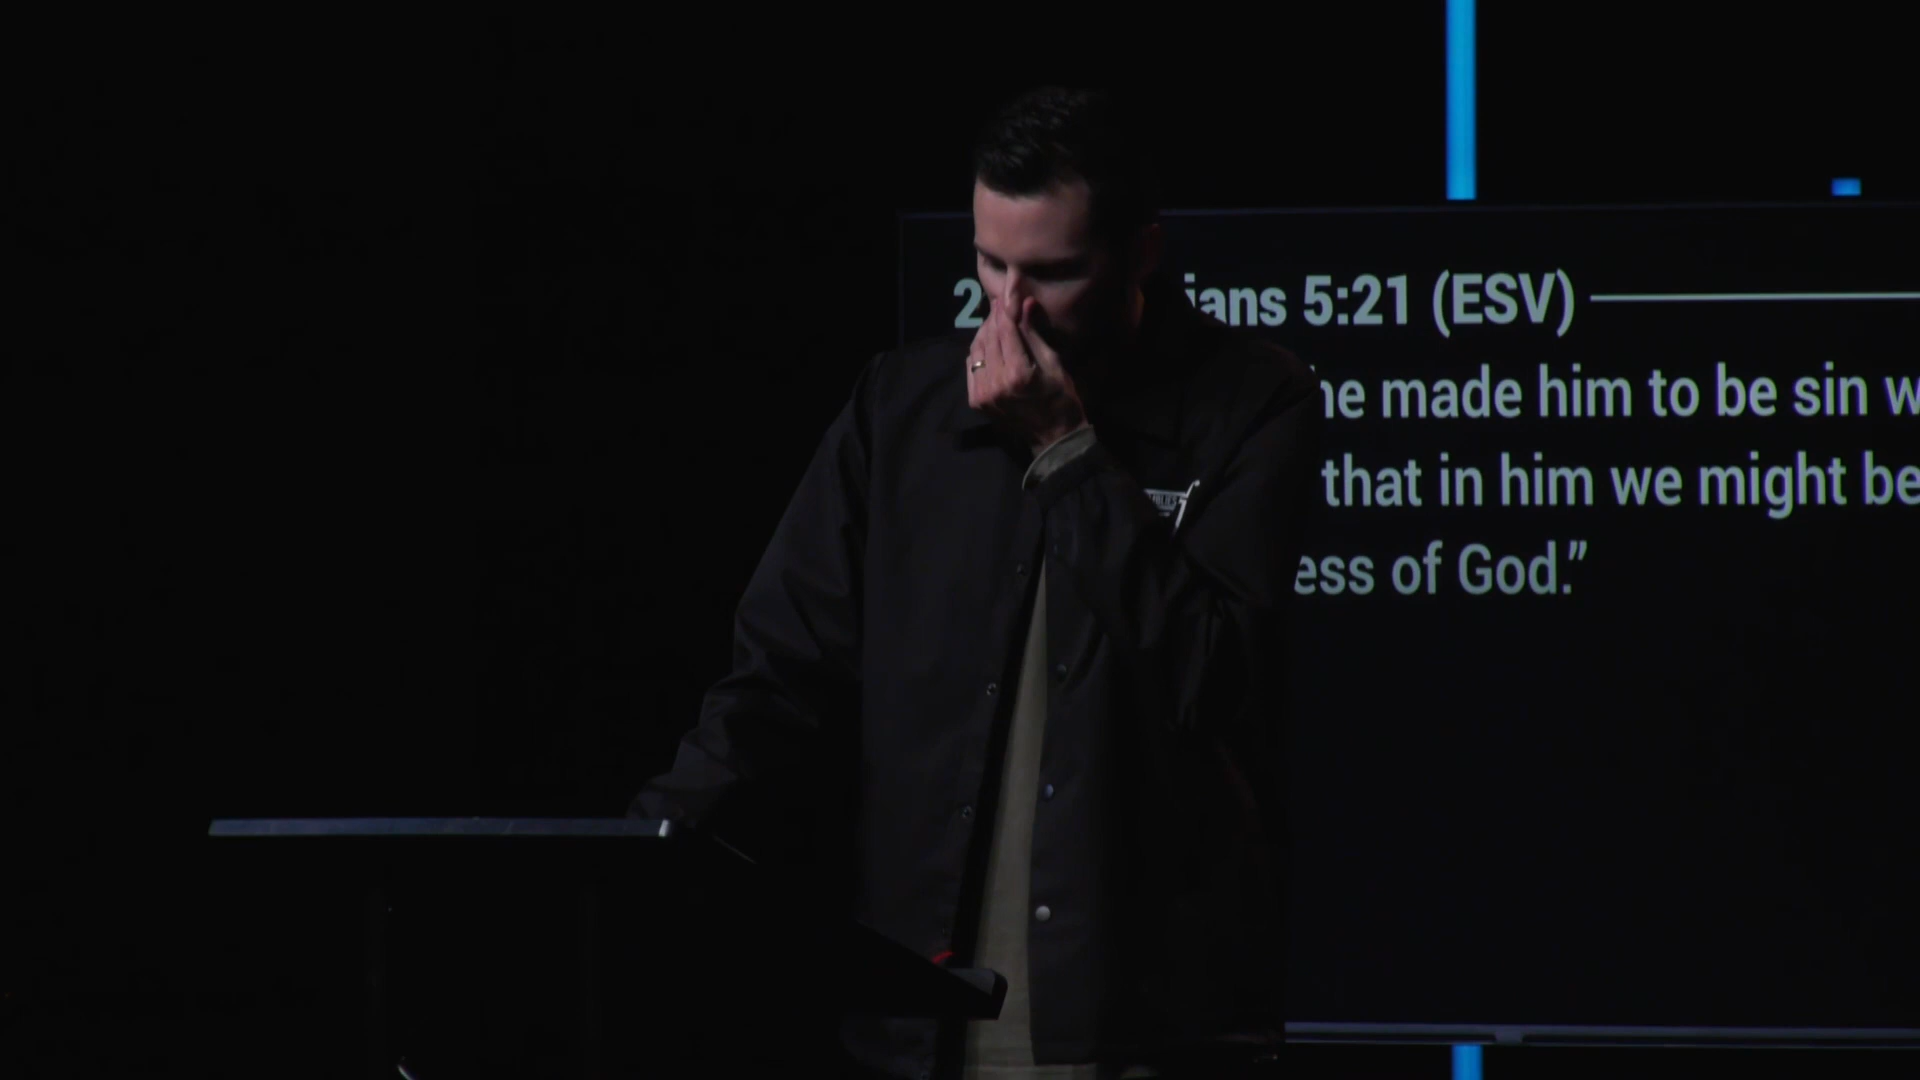 2 ians 5:21 (ESV)
he made him to be sin w
that in him we might be
ess of God.”